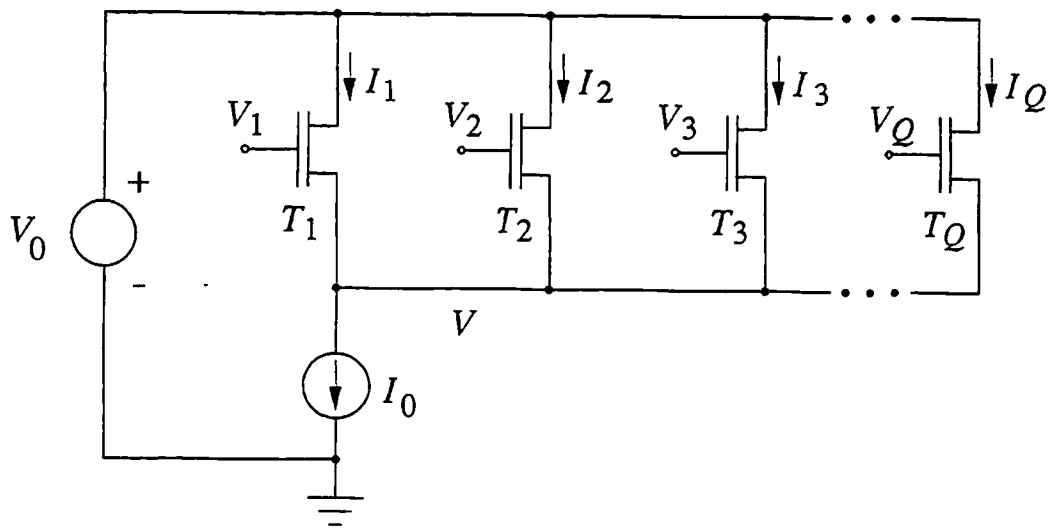 I1 I2 I3 IQ
V1 V2 V3 VQ
+
T1 T2 T3 TQ
V0
-
V
I0